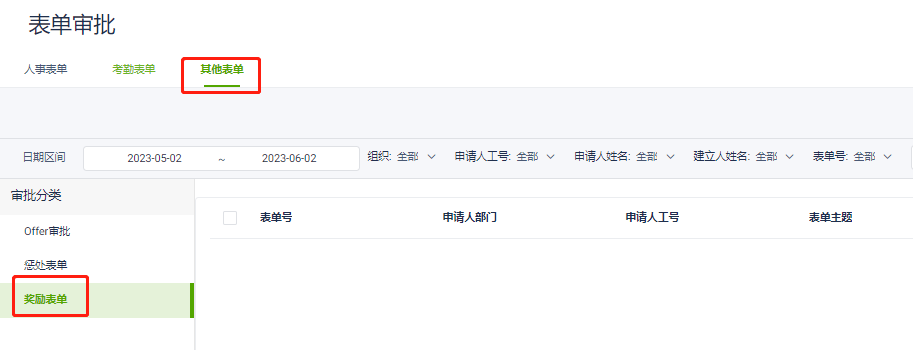 表单审批
人事表单 考勤表单 其他表单
日期区间 2023-05-02 ~ 2023-06-02 组织: 全部 申请人工号: 全部 申请人姓名: 全部 建立人姓名: 全部 表单号: 全部
审批分类
表单号 申请人部门 申请人工号 表单主题
Offer审批
惩处表单
奖励表单